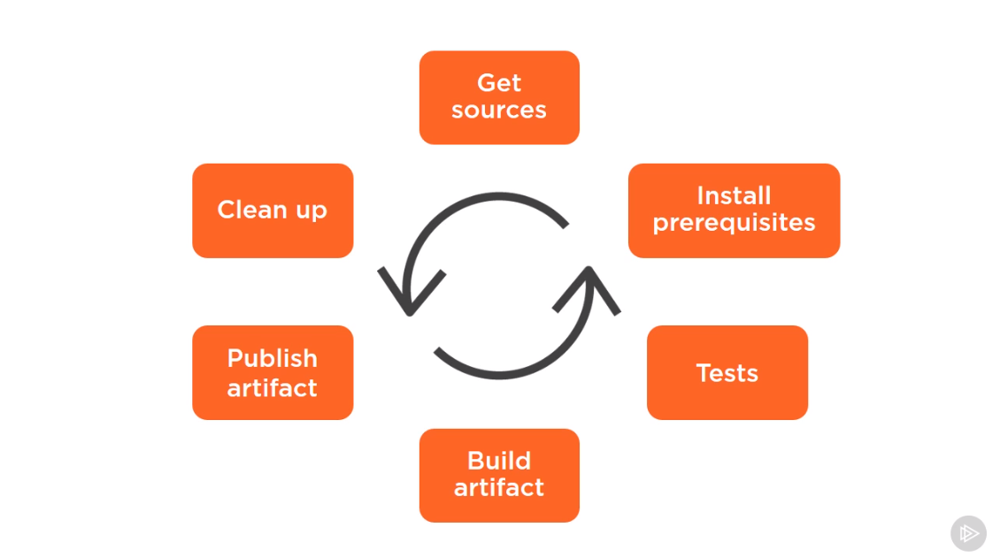 Get
sources
Install
prerequisites
Tests
Build
artifact
Publish
artifact
Clean up